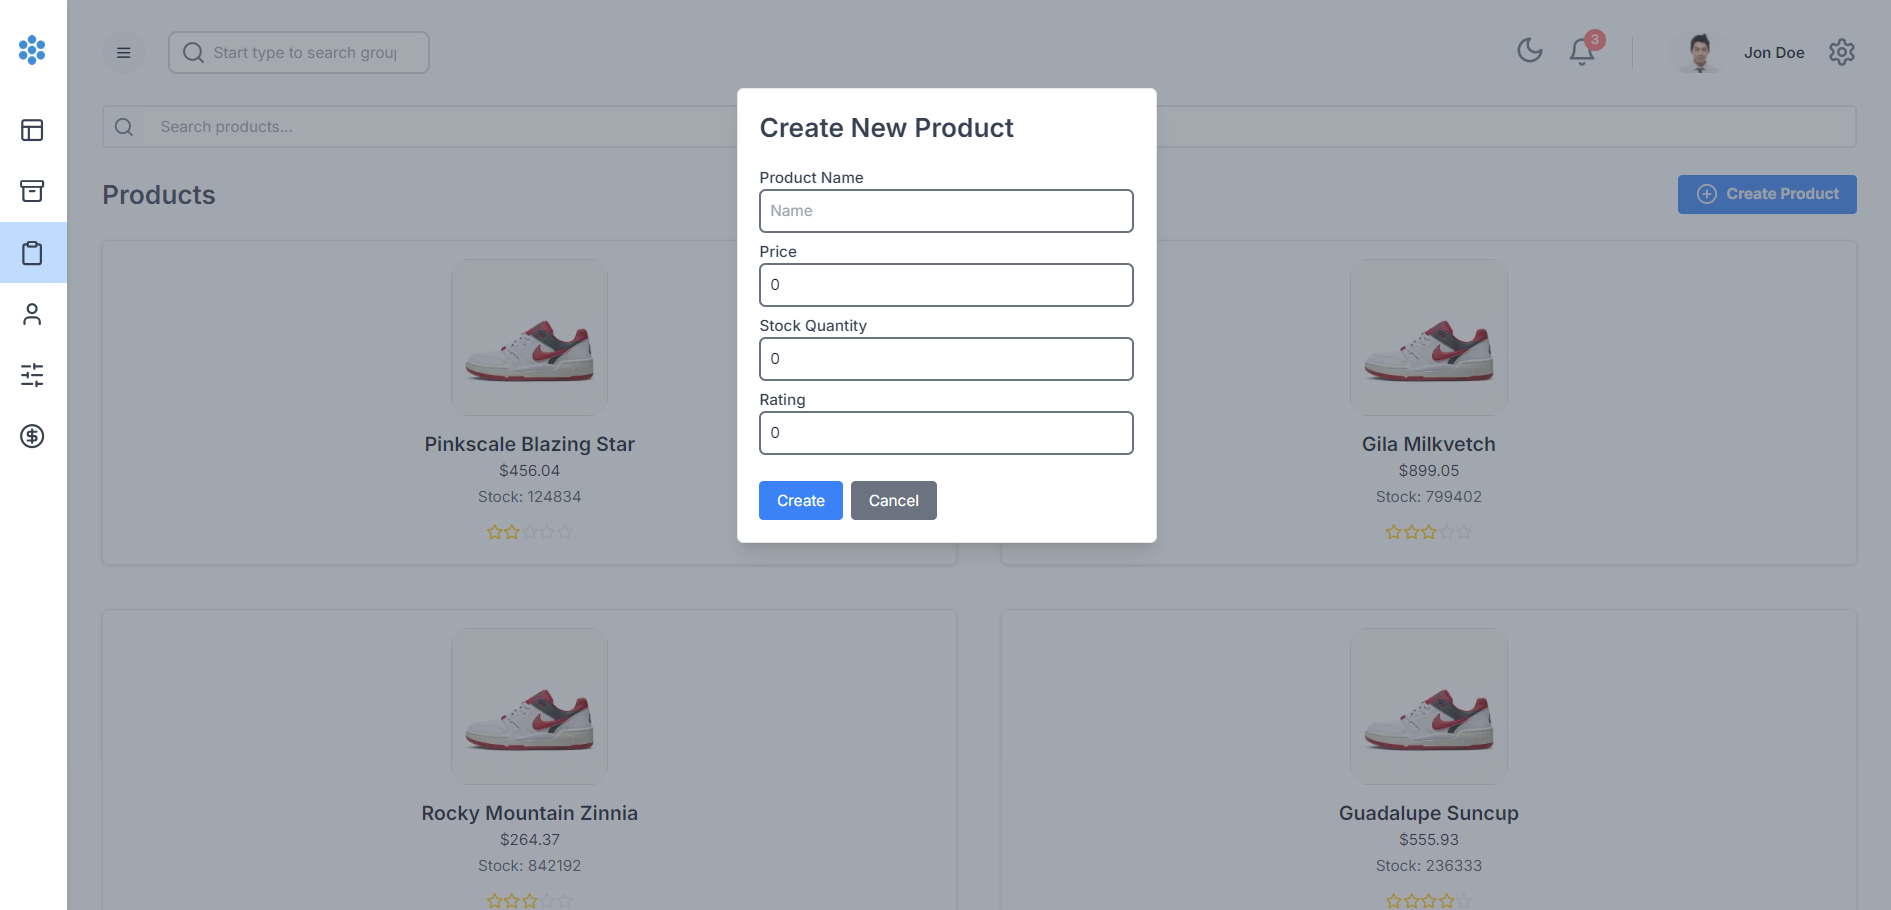 Start type to search group
3
Jon Doe
Search products...
Products
Create Product
Create New Product
Product Name
Name
Price
0
Stock Quantity
0
Rating
0
Create
Cancel
Pinkscale Blazing Star
$456.04
Stock: 124834
Gila Milkvetch
$899.05
Stock: 799402
Rocky Mountain Zinnia
$264.37
Stock: 842192
Guadalupe Suncup
$555.93
Stock: 236333